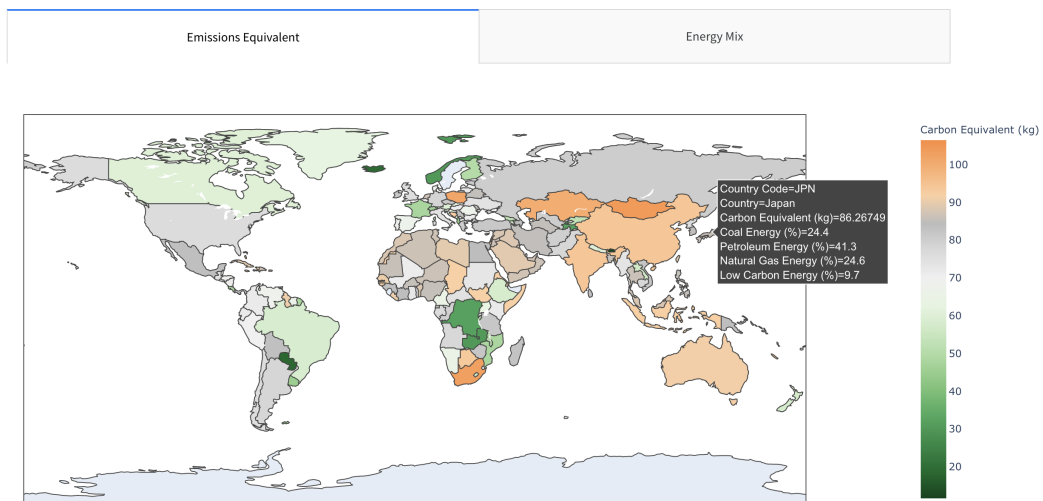 Emissions Equivalent
Energy Mix
Carbon Equivalent (kg)
100
90
80
70
60
50
40
30
20
Country Code=JPN
Country=Japan
Carbon Equivalent (kg)=86.26749
Coal Energy (%)=24.4
Petroleum Energy (%)=41.3
Natural Gas Energy (%)=24.6
Low Carbon Energy (%)=9.7